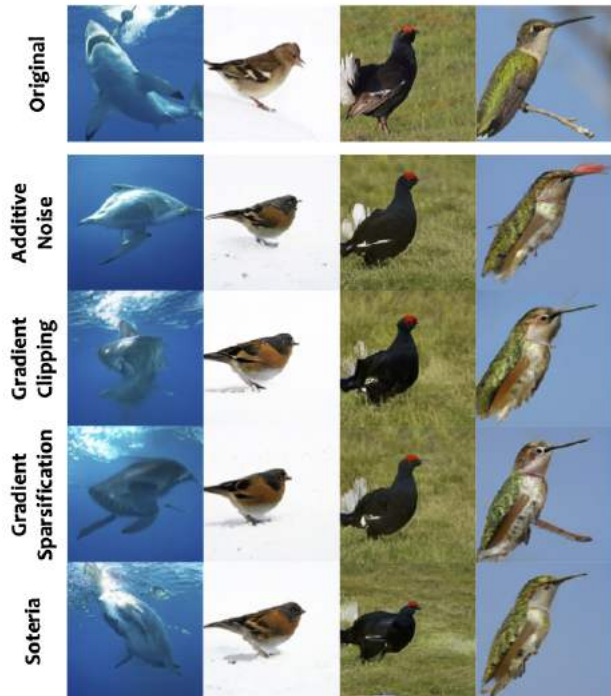 Original
Additive
Noise
Gradient
Clipping
Gradient
Sparsification
Soteria